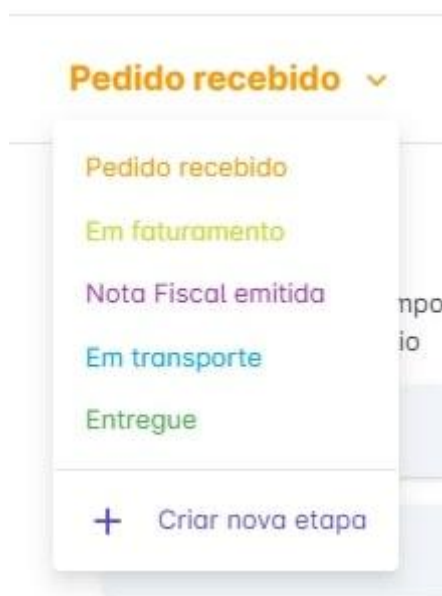 Pedido recebido
Pedido recebido
Em faturamento
Nota Fiscal emitida
Em transporte
Entregue
+ Criar nova etapa